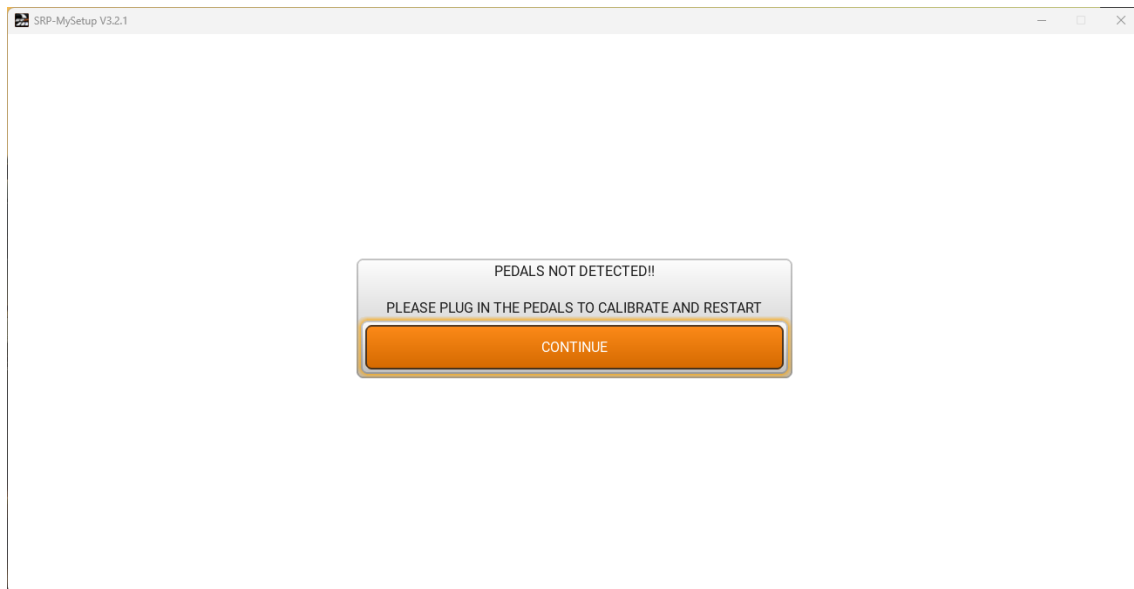 SRP-MySetup V3.2.1
PEDALS NOT DETECTED!!
PLEASE PLUG IN THE PEDALS TO CALIBRATE AND RESTART
CONTINUE